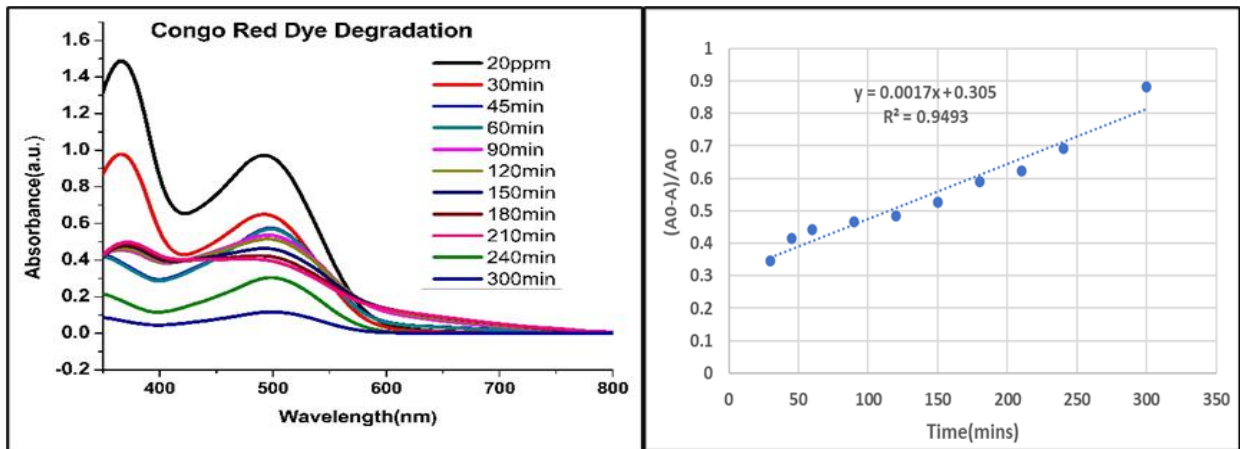 Congo Red Dye Degradation
20ppm
30min
45min
60min
90min
120min
150min
180min
210min
240min
300min
1.6
1.4
1.2
1.0
0.8
0.6
0.4
0.2
0.0
-0.2
Absorbance(a.u.)
400 500 600 700 800
Wavelength(nm)
1
0.9
0.8
0.7
0.6
0.5
0.4
0.3
0.2
0.1
0
(A0-A)/A0
y = 0.0017x + 0.305
R² = 0.9493
0 50 100 150 200 250 300 350
Time(mins)